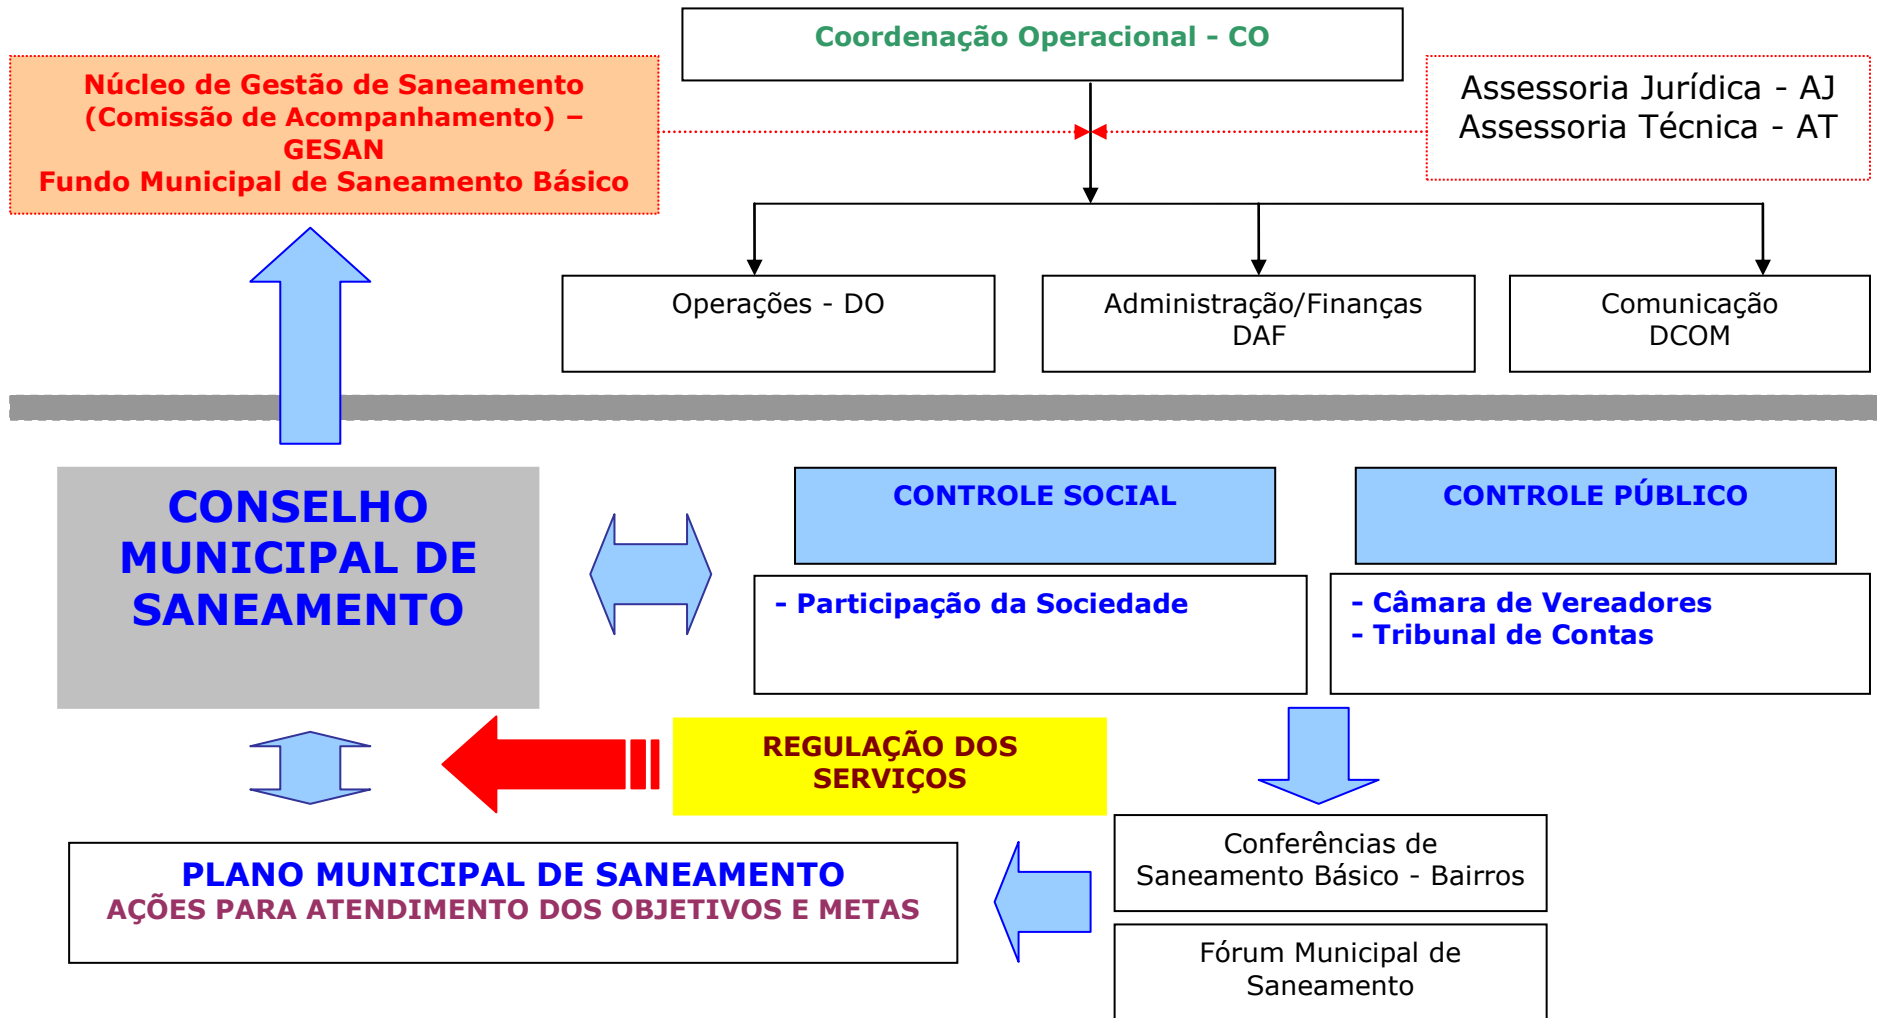 Coordenação Operacional - CO
Núcleo de Gestão de Saneamento
(Comissão de Acompanhamento) –
GESAN
Fundo Municipal de Saneamento Básico
Assessoria Jurídica - AJ
Assessoria Técnica - AT
Operações - DO
Administração/Finanças
DAF
Comunicação
DCOM
CONSELHO
MUNICIPAL DE
SANEAMENTO
CONTROLE SOCIAL
- Participação da Sociedade
CONTROLE PÚBLICO
- Câmara de Vereadores
- Tribunal de Contas
REGULAÇÃO DOS
SERVIÇOS
PLANO MUNICIPAL DE SANEAMENTO
AÇÕES PARA ATENDIMENTO DOS OBJETIVOS E METAS
Conferências de
Saneamento Básico - Bairros
Fórum Municipal de
Saneamento